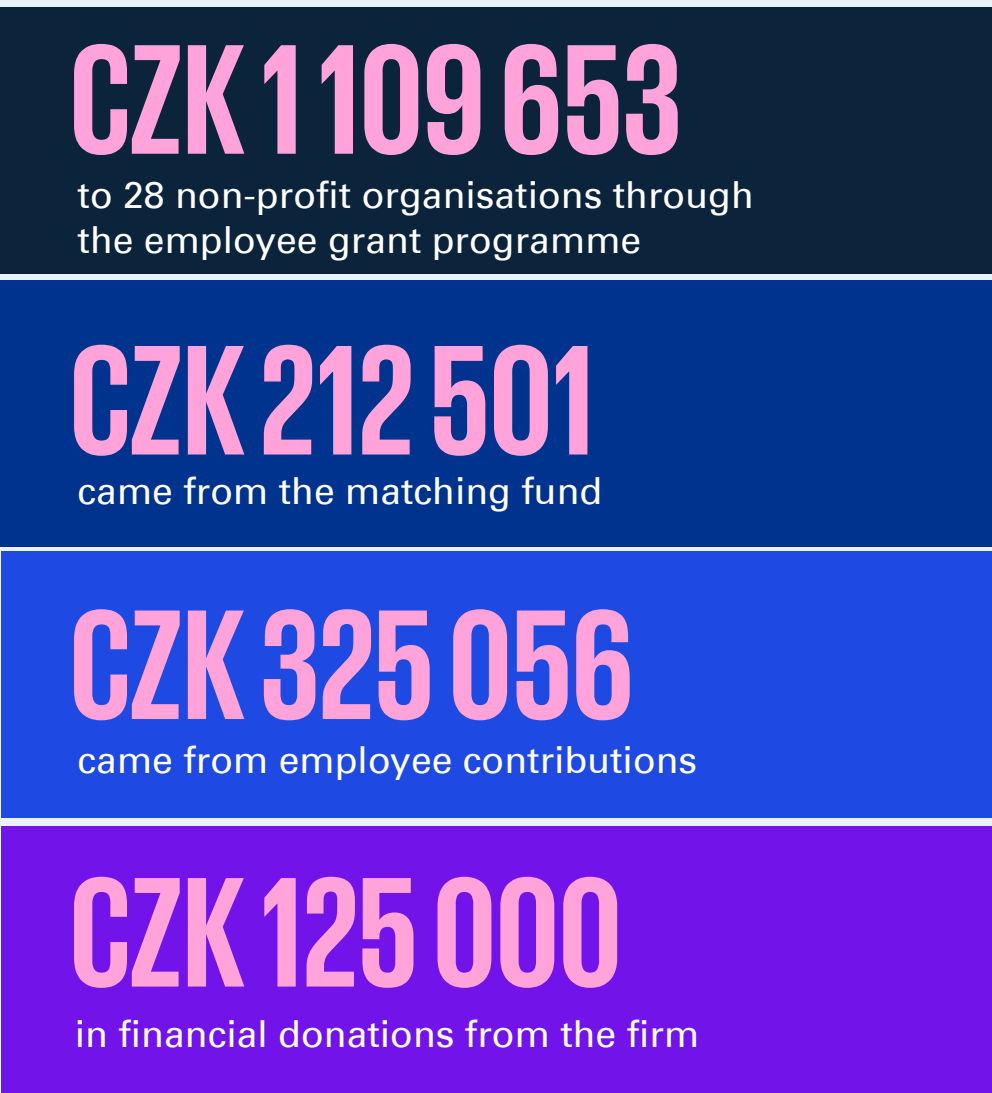 CZK 1 109 653
to 28 non-profit organisations through
the employee grant programme
CZK 212 501
came from the matching fund
CZK 325 056
came from employee contributions
CZK 125 000
in financial donations from the firm